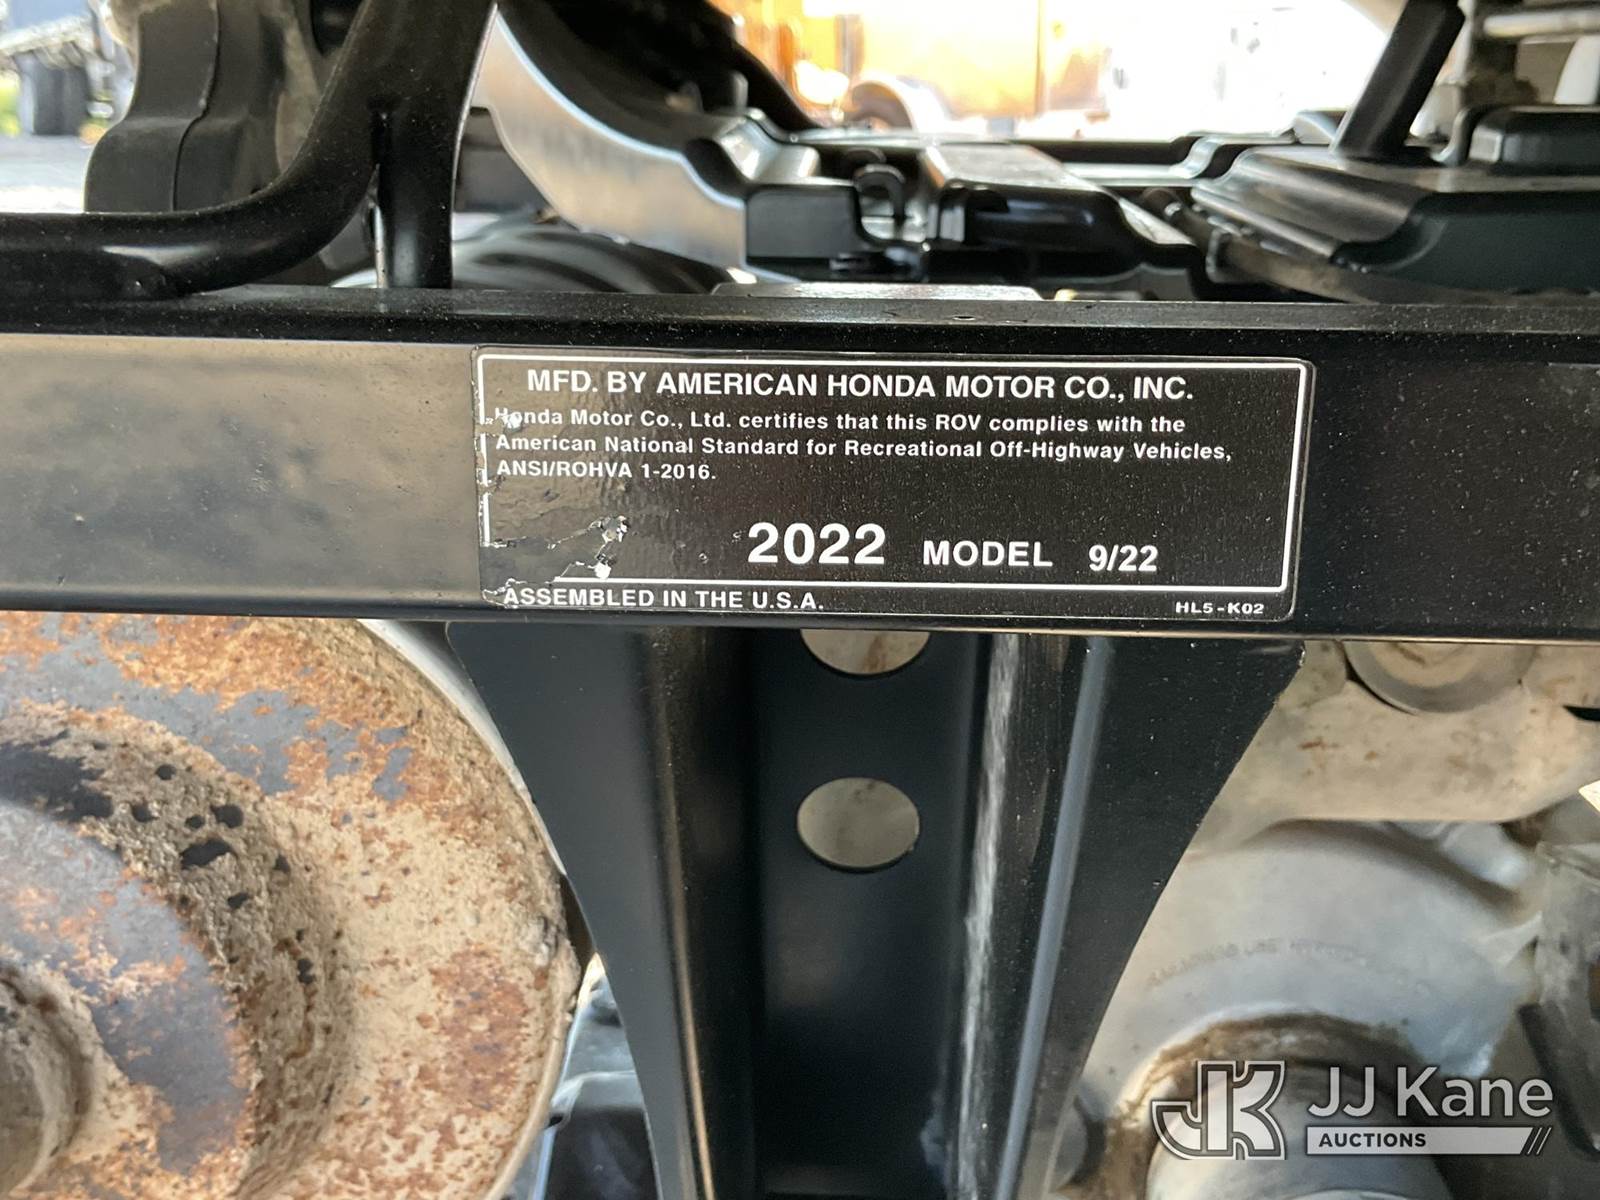 MFD. BY AMERICAN HONDA MOTOR CO., INC.
Honda Motor Co., Ltd. certifies that this ROV complies with the
American National Standard for Recreational Off-Highway Vehicles,
ANSI/ROHVA 1-2016.
2022 MODEL 9/22
ASSEMBLED IN THE U.S.A.
HL5-K02
JK JJ Kane
AUCTIONS